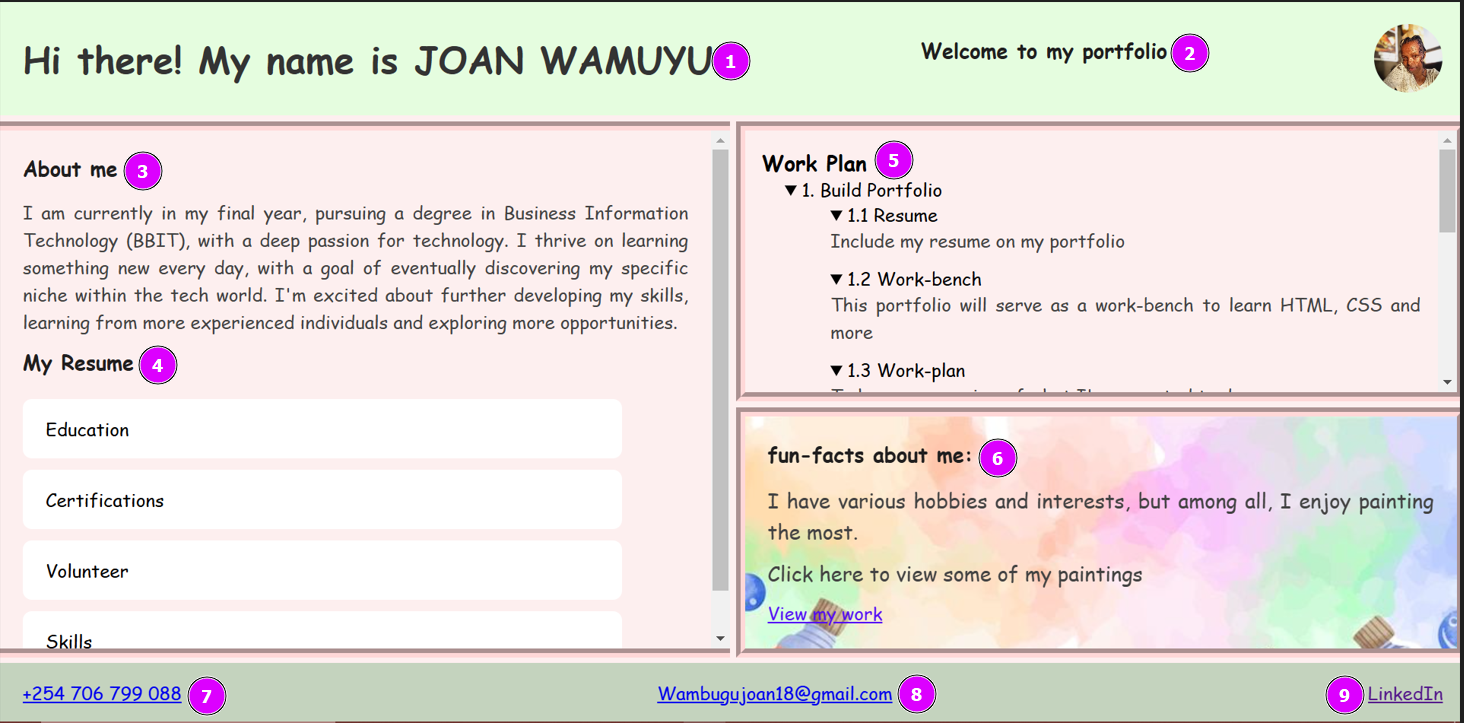 Hi there! My name is JOAN WAMUYU 1
Welcome to my portfolio 2
About me 3
I am currently in my final year, pursuing a degree in Business Information
Technology (BBIT), with a deep passion for technology. I thrive on learning
something new every day, with a goal of eventually discovering my specific
niche within the tech world. I'm excited about further developing my skills,
learning from more experienced individuals and exploring more opportunities.
My Resume 4
Education
Certifications
Volunteer
Skills
Work Plan 5
▼ 1. Build Portfolio
▼ 1.1 Resume
Include my resume on my portfolio
▼ 1.2 Work-bench
This portfolio will serve as a work-bench to learn HTML, CSS and
more
▼ 1.3 Work-plan
fun-facts about me: 6
I have various hobbies and interests, but among all, I enjoy painting
the most.
Click here to view some of my paintings
View my work
+254 706 799 088 7
Wambugujoan18@gmail.com 8
9 LinkedIn